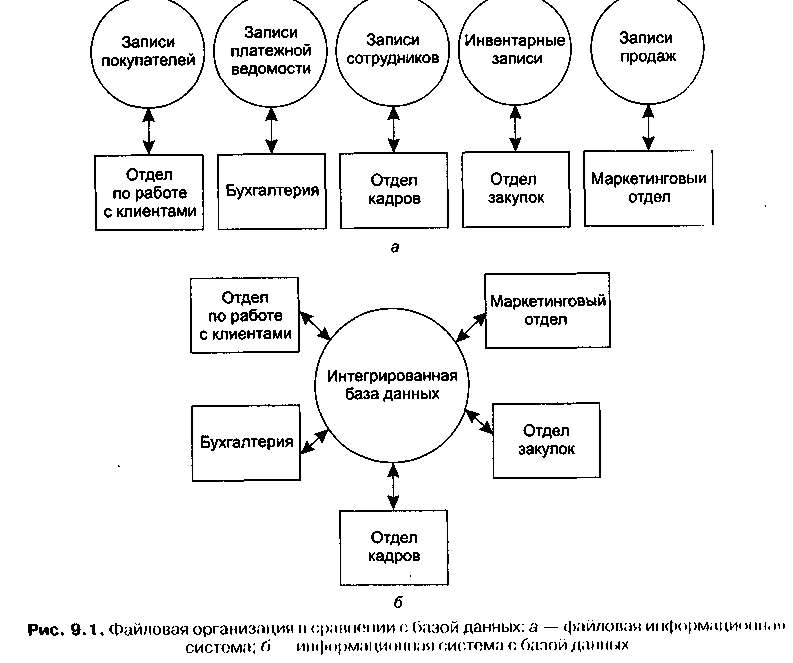 Записи
покупателей
Записи
платежной
ведомости
Записи
сотрудников
Инвентарные
записи
Записи
продаж
Отдел
по работе
с клиентами
Бухгалтерия
Отдел
кадров
Отдел
закупок
Маркетинговый
отдел
а
Отдел
по работе
с клиентами
Маркетинговый
отдел
Интегрированная
база данных
Бухгалтерия
Отдел
закупок
Отдел
кадров
б
Рис. 9.1. Файловая организация в сравнении с базой данных: а — файловая информационная
система; б — информационная система с базой данных